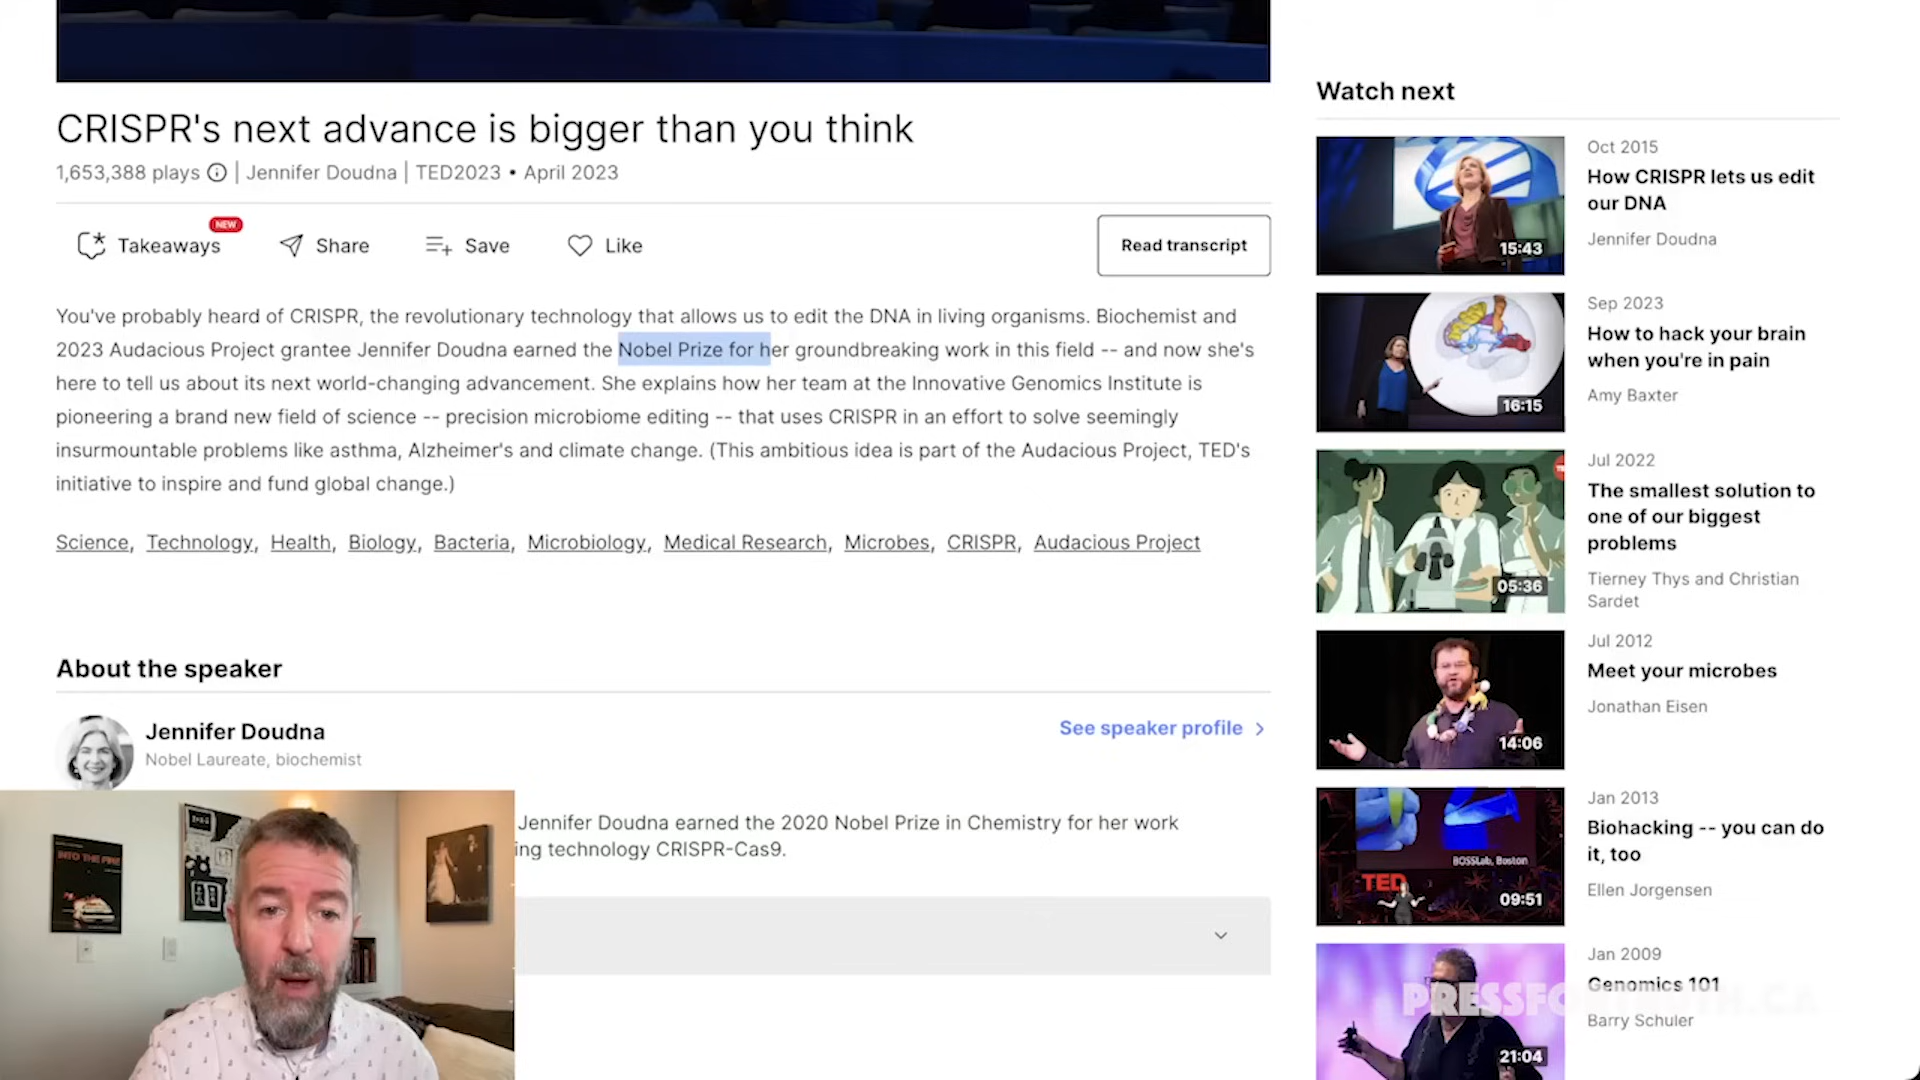 CRISPR's next advance is bigger than you think
1,653,388 plays | Jennifer Doudna | TED2023 • April 2023
NEW
Takeaways
Share
Save
Like
Read transcript
You've probably heard of CRISPR, the revolutionary technology that allows us to edit the DNA in living organisms. Biochemist and
2023 Audacious Project grantee Jennifer Doudna earned the Nobel Prize for her groundbreaking work in this field -- and now she's
here to tell us about its next world-changing advancement. She explains how her team at the Innovative Genomics Institute is
pioneering a brand new field of science -- precision microbiome editing -- that uses CRISPR in an effort to solve seemingly
insurmountable problems like asthma, Alzheimer's and climate change. (This ambitious idea is part of the Audacious Project, TED's
initiative to inspire and fund global change.)
Science, Technology, Health, Biology, Bacteria, Microbiology, Medical Research, Microbes, CRISPR, Audacious Project
About the speaker
Jennifer Doudna
Nobel Laureate, biochemist
See speaker profile
Jennifer Doudna earned the 2020 Nobel Prize in Chemistry for her work
ing technology CRISPR-Cas9.
INTO THE FIRE
Watch next
15:43
Oct 2015
How CRISPR lets us edit
our DNA
Jennifer Doudna
16:15
Sep 2023
How to hack your brain
when you're in pain
Amy Baxter
05:36
Jul 2022
The smallest solution to
one of our biggest
problems
Tierney Thys and Christian
Sardet
14:06
Jul 2012
Meet your microbes
Jonathan Eisen
BOSSLab, Boston
TED
09:51
Jan 2013
Biohacking -- you can do
it, too
Ellen Jorgensen
21:04
Jan 2009
Genomics 101
Barry Schuler